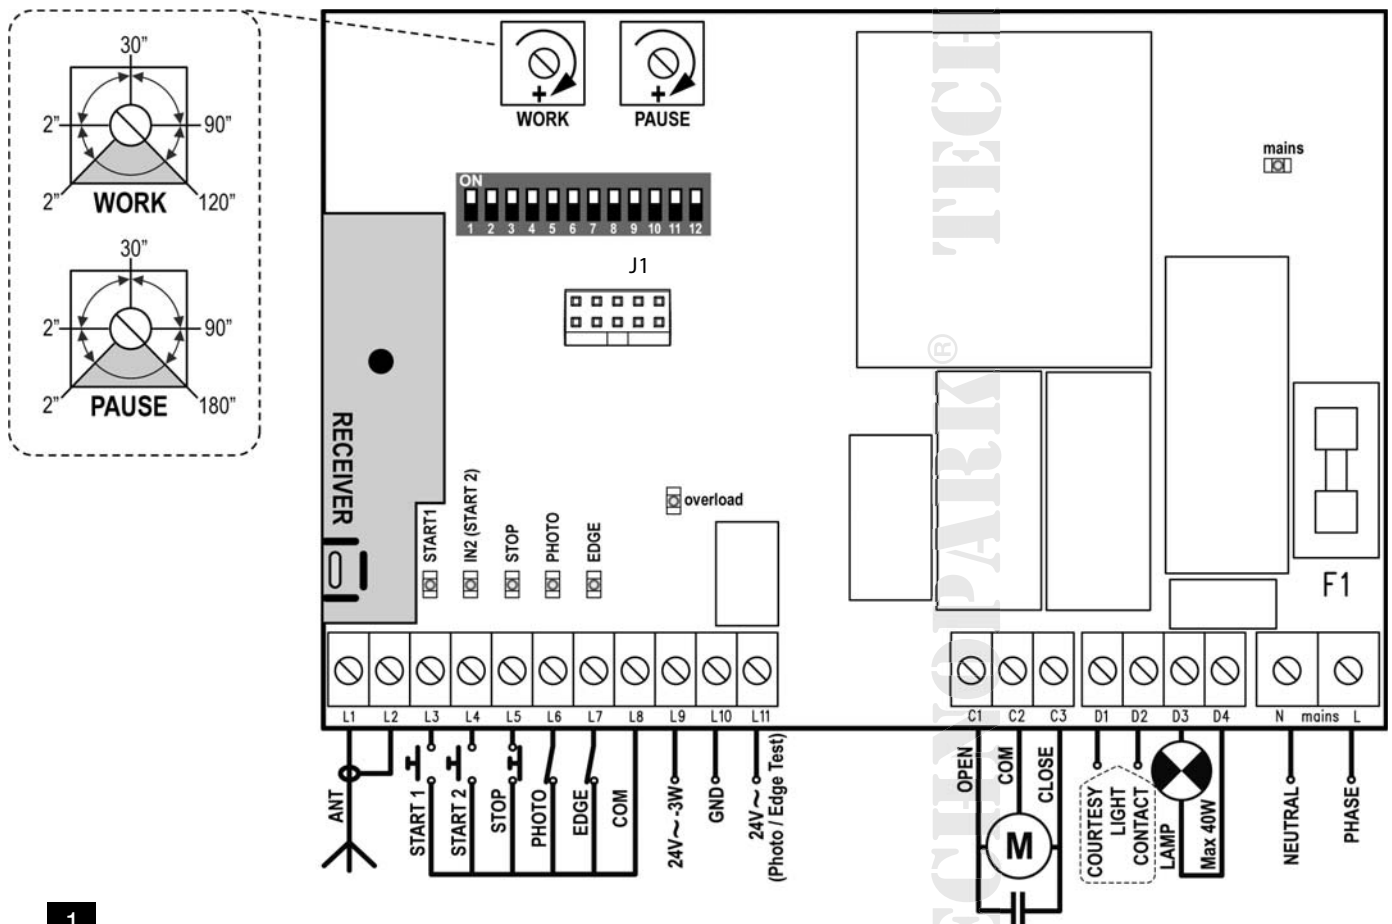 30”
2”
90”
2”
120”
WORK
30”
2”
90”
2”
180”
PAUSE
WORK
PAUSE
ON
1 2 3 4 5 6 7 8 9 10 11 12
J1
mains
RECEIVER
START1
IN2 (START 2)
STOP
PHOTO
EDGE
overload
F1
L1 L2 L3 L4 L5 L6 L7 L8 L9 L10 L11
C1 C2 C3 D1 D2 D3 D4 N mains L
ANT
START 1
START 2
STOP
PHOTO
EDGE
COM
24V~-3W
GND
24V~
(Photo / Edge Test)
OPEN
COM
CLOSE
M
COURTESY
LIGHT
CONTACT
LAMP
Max 40W
NEUTRAL
PHASE
1
TECHNOPARK® TECH